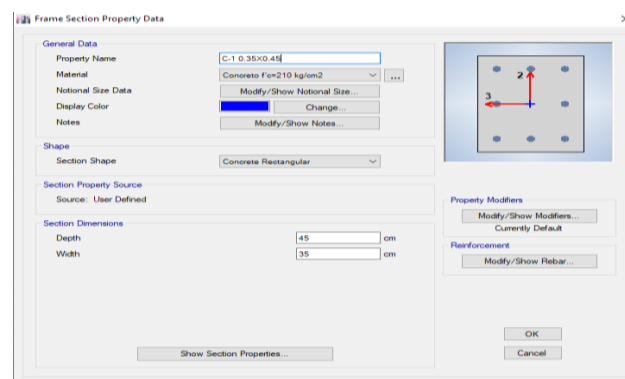 Frame Section Property Data
General Data
Property Name C-1 0.35X0.45
Material Concreto f'c=210 kg/cm2 ...
Notional Size Data Modify/Show Notional Size...
Display Color Change...
Notes Modify/Show Notes...
Shape
Section Shape Concrete Rectangular
Section Property Source
Source: User Defined
Section Dimensions
Depth 45 cm
Width 35 cm
Show Section Properties...
2
3
Property Modifiers
Modify/Show Modifiers...
Currently Default
Reinforcement
Modify/Show Rebar...
OK
Cancel